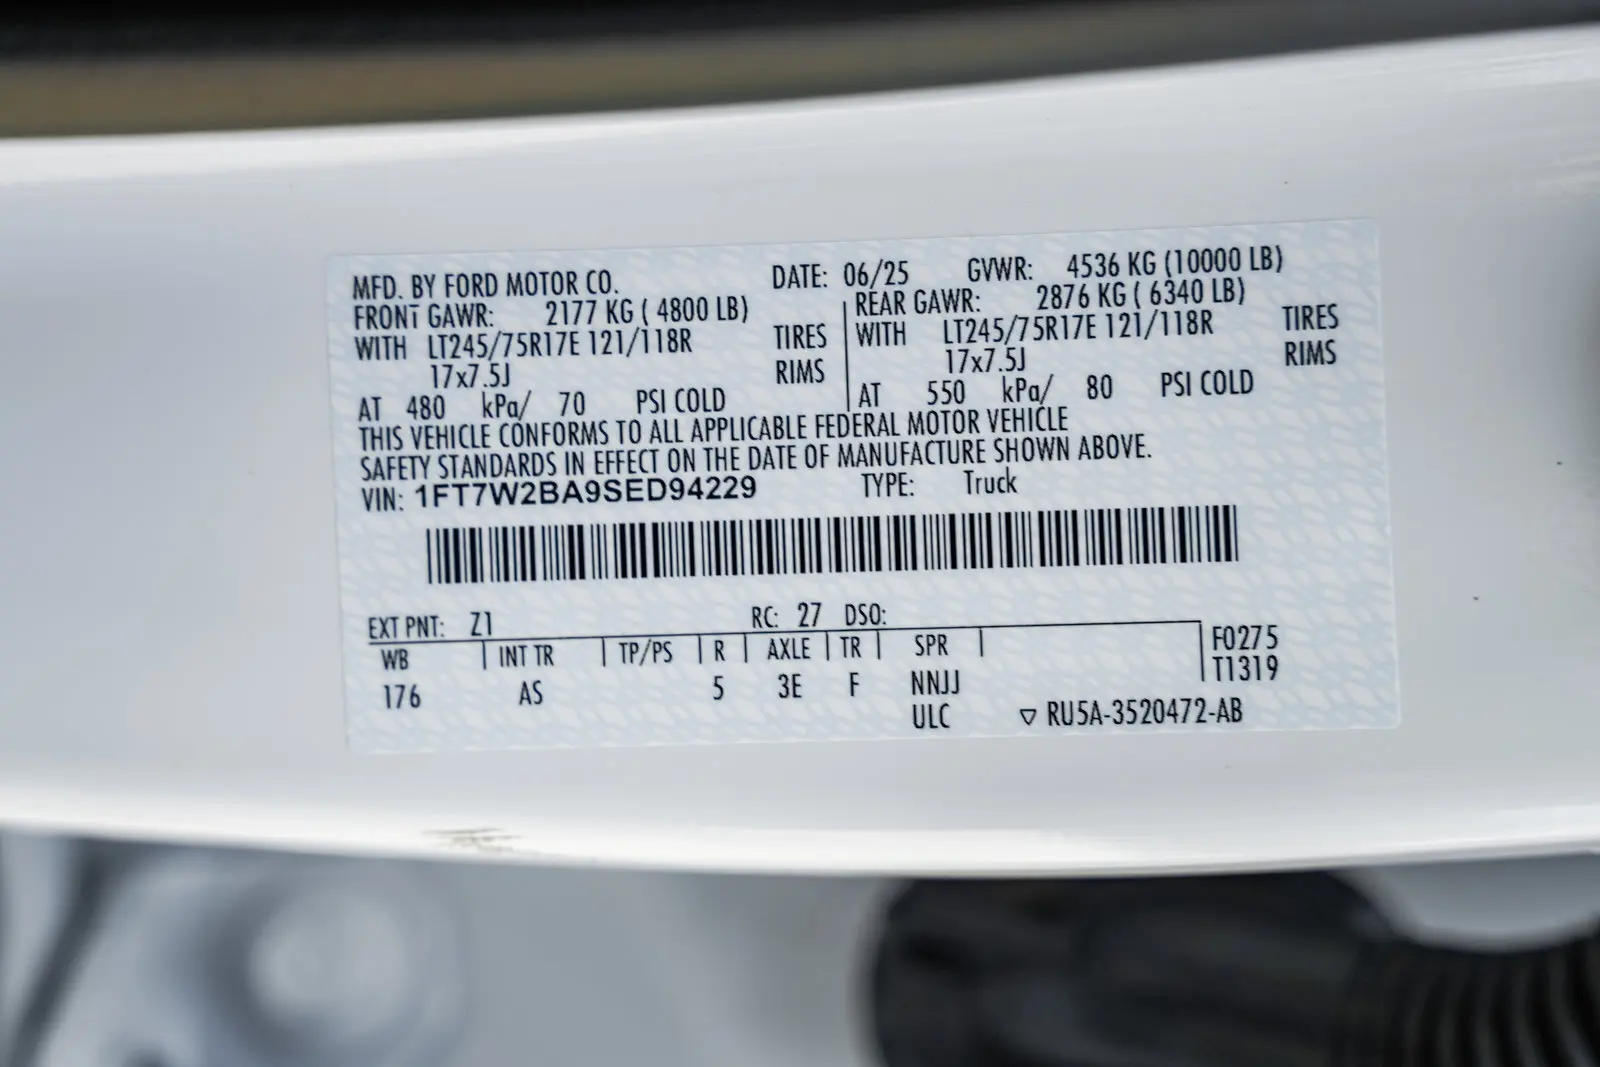 MFD. BY FORD MOTOR CO. DATE: 06/25 GVWR: 4536 KG (10000 LB)
FRONT GAWR: 2177 KG ( 4800 LB) REAR GAWR: 2876 KG ( 6340 LB)
WITH LT245/75R17E 121/118R TIRES WITH LT245/75R17E 121/118R TIRES
17x7.5J RIMS 17x7.5J RIMS
AT 480 kPa/ 70 PSI COLD AT 550 kPa/ 80 PSI COLD
THIS VEHICLE CONFORMS TO ALL APPLICABLE FEDERAL MOTOR VEHICLE
SAFETY STANDARDS IN EFFECT ON THE DATE OF MANUFACTURE SHOWN ABOVE.
VIN: 1FT7W2BA9SED94229 TYPE: Truck
EXT PNT: Z1 RC: 27 DSO:
WB INT TR TP/PS R AXLE TR SPR F0275
176 AS 5 3E F NNJJ T1319
ULC ▽ RU5A-3520472-AB